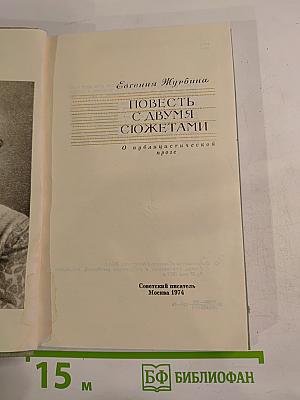 Евгения Журбина
ПОВЕСТЬ
С ДВУМЯ
СЮЖЕТАМИ
О публицистической
прозе
Советский писатель
Москва 1974
15 м
БФ БИБЛИОФАН